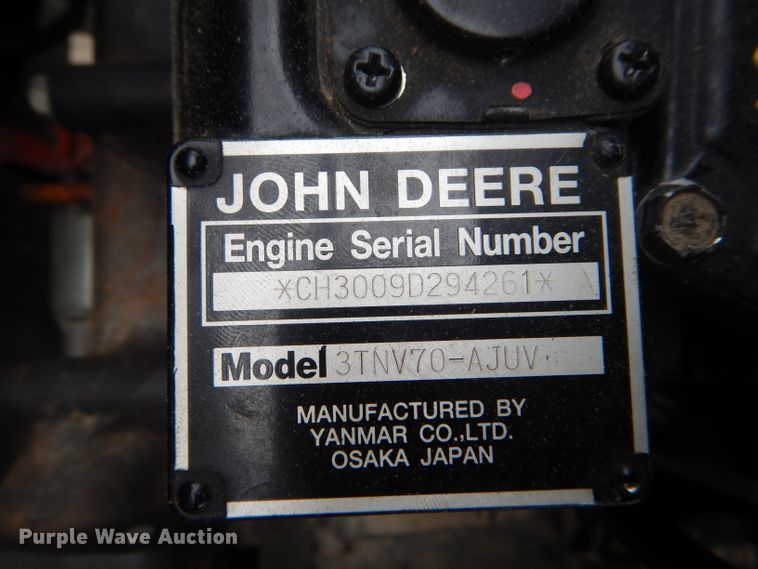 JOHN DEERE
Engine Serial Number
*CH3009D294261*
Model 3TNV70-AJUV
MANUFACTURED BY
YANMAR CO.,LTD.
OSAKA JAPAN
Purple Wave Auction